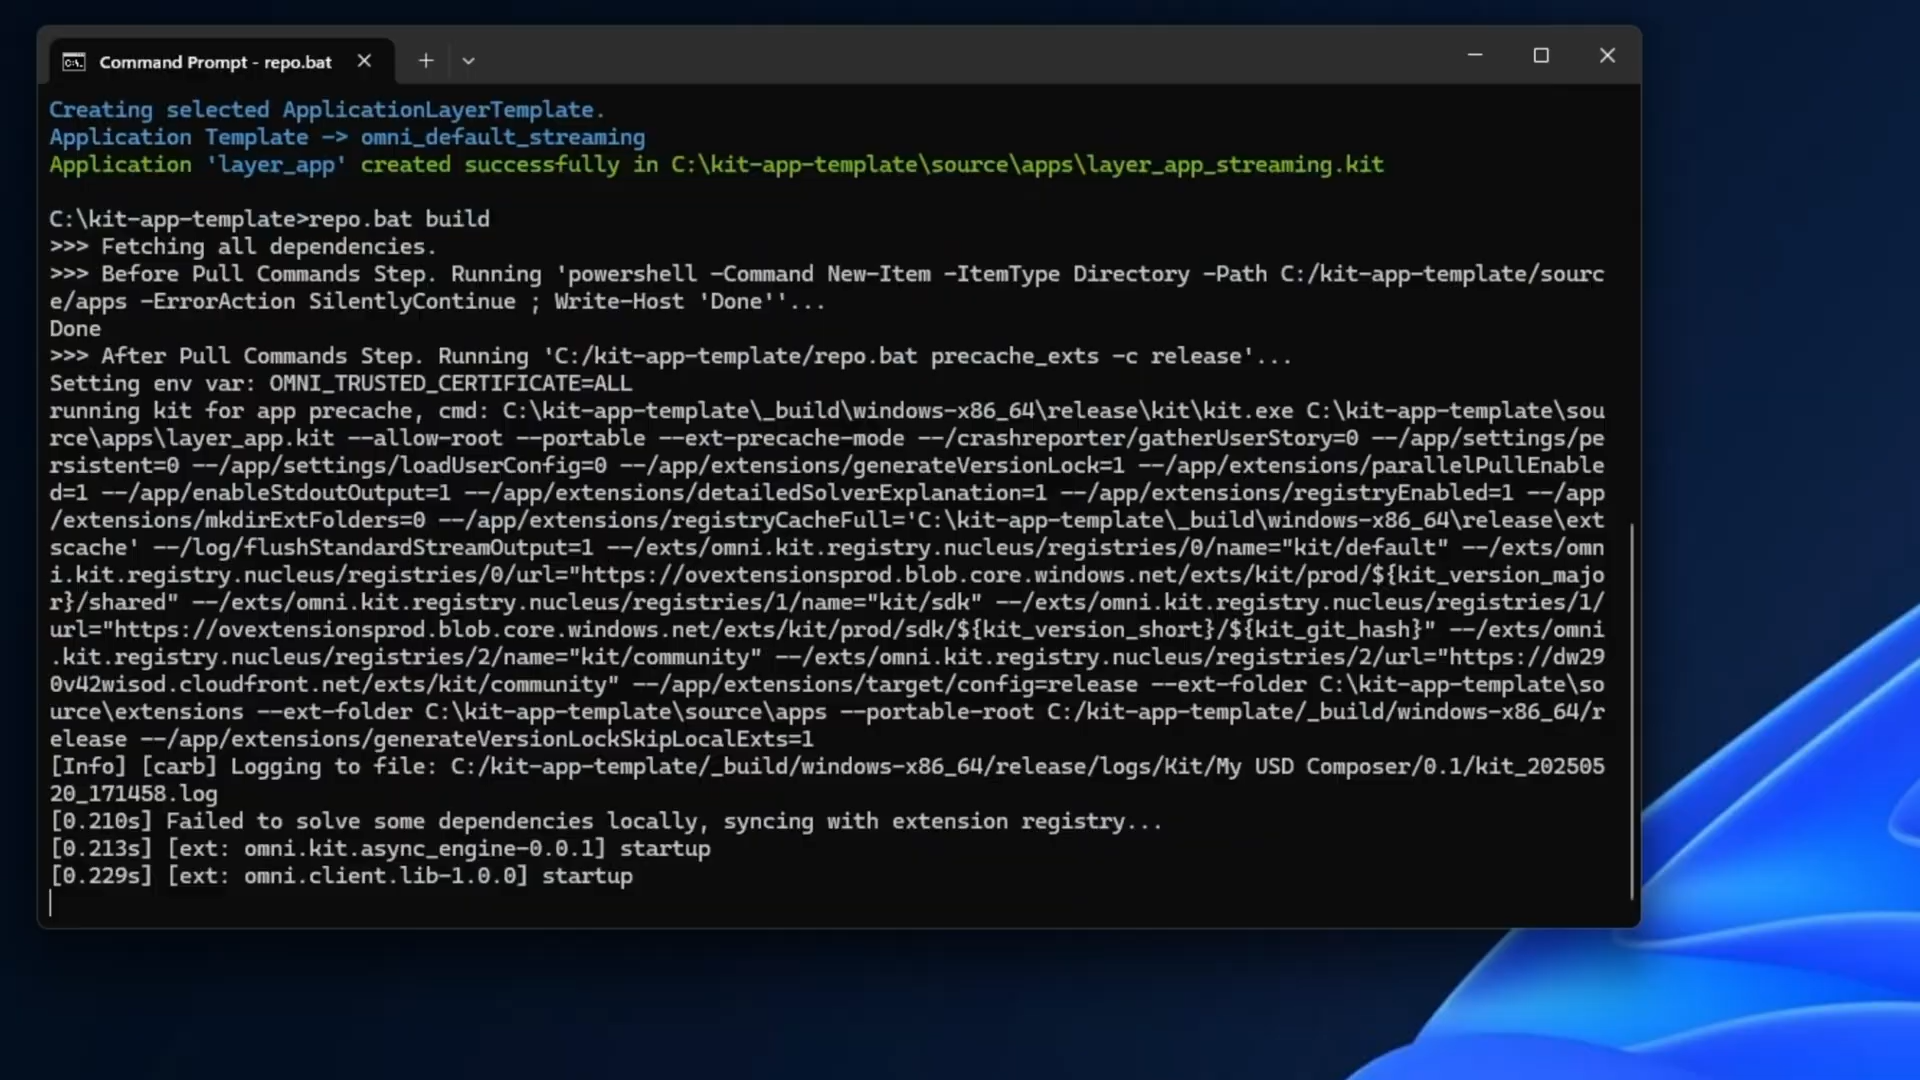 Command Prompt - repo.bat
Creating selected ApplicationLayerTemplate.
Application Template -> omni_default_streaming
Application 'layer_app' created successfully in C:\kit-app-template\source\apps\layer_app_streaming.kit
C:\kit-app-template>repo.bat build
>>> Fetching all dependencies.
>>> Before Pull Commands Step. Running 'powershell -Command New-Item -ItemType Directory -Path C:/kit-app-template/sourc
e/apps -ErrorAction SilentlyContinue ; Write-Host 'Done''...
Done
>>> After Pull Commands Step. Running 'C:/kit-app-template/repo.bat precache_exts -c release'...
Setting env var: OMNI_TRUSTED_CERTIFICATE=ALL
running kit for app precache, cmd: C:\kit-app-template\_build\windows-x86_64\release\kit\kit.exe C:\kit-app-template\sou
rce\apps\layer_app.kit --allow-root --portable --ext-precache-mode --/crashreporter/gatherUserStory=0 --/app/settings/pe
rsistent=0 --/app/settings/loadUserConfig=0 --/app/extensions/generateVersionLock=1 --/app/extensions/parallelPullEnable
d=1 --/app/enableStdoutOutput=1 --/app/extensions/detailedSolverExplanation=1 --/app/extensions/registryEnabled=1 --/app
/extensions/mkdirExtFolders=0 --/app/extensions/registryCacheFull='C:\kit-app-template\_build\windows-x86_64\release\ext
scache' --/log/flushStandardStreamOutput=1 --/exts/omni.kit.registry.nucleus/registries/0/name="kit/default" --/exts/omn
i.kit.registry.nucleus/registries/0/url="https://ovextensionsprod.blob.core.windows.net/exts/kit/prod/${kit_version_majo
r}/shared" --/exts/omni.kit.registry.nucleus/registries/1/name="kit/sdk" --/exts/omni.kit.registry.nucleus/registries/1/
url="https://ovextensionsprod.blob.core.windows.net/exts/kit/prod/sdk/${kit_version_short}/${kit_git_hash}" --/exts/omni
.kit.registry.nucleus/registries/2/name="kit/community" --/exts/omni.kit.registry.nucleus/registries/2/url="https://dw29
0v42wisod.cloudfront.net/exts/kit/community" --/app/extensions/target/config=release --ext-folder C:\kit-app-template\so
urce\extensions --ext-folder C:\kit-app-template\source\apps --portable-root C:/kit-app-template/_build/windows-x86_64/r
elease --/app/extensions/generateVersionLockSkipLocalExts=1
[Info] [carb] Logging to file: C:/kit-app-template/_build/windows-x86_64/release/logs/Kit/My USD Composer/0.1/kit_202505
20_171458.log
[0.210s] Failed to solve some dependencies locally, syncing with extension registry...
[0.213s] [ext: omni.kit.async_engine-0.0.1] startup
[0.229s] [ext: omni.client.lib-1.0.0] startup